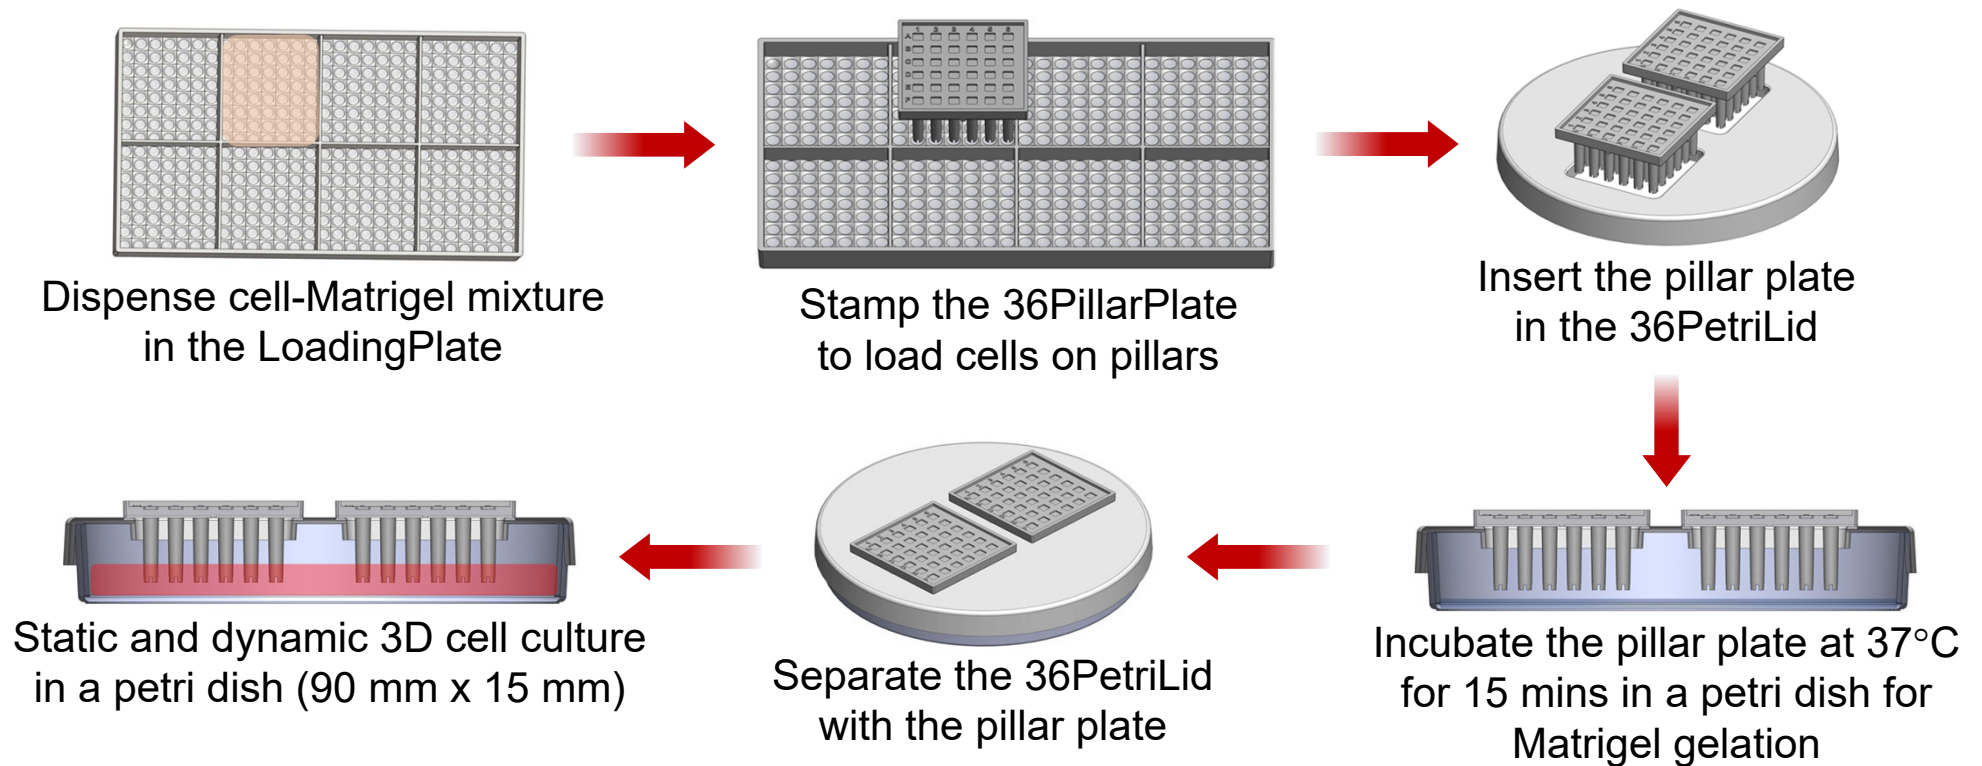 Dispense cell-Matrigel mixture
in the LoadingPlate
Stamp the 36PillarPlate
to load cells on pillars
Insert the pillar plate
in the 36PetriLid
Incubate the pillar plate at 37°C
for 15 mins in a petri dish for
Matrigel gelation
Separate the 36PetriLid
with the pillar plate
Static and dynamic 3D cell culture
in a petri dish (90 mm x 15 mm)